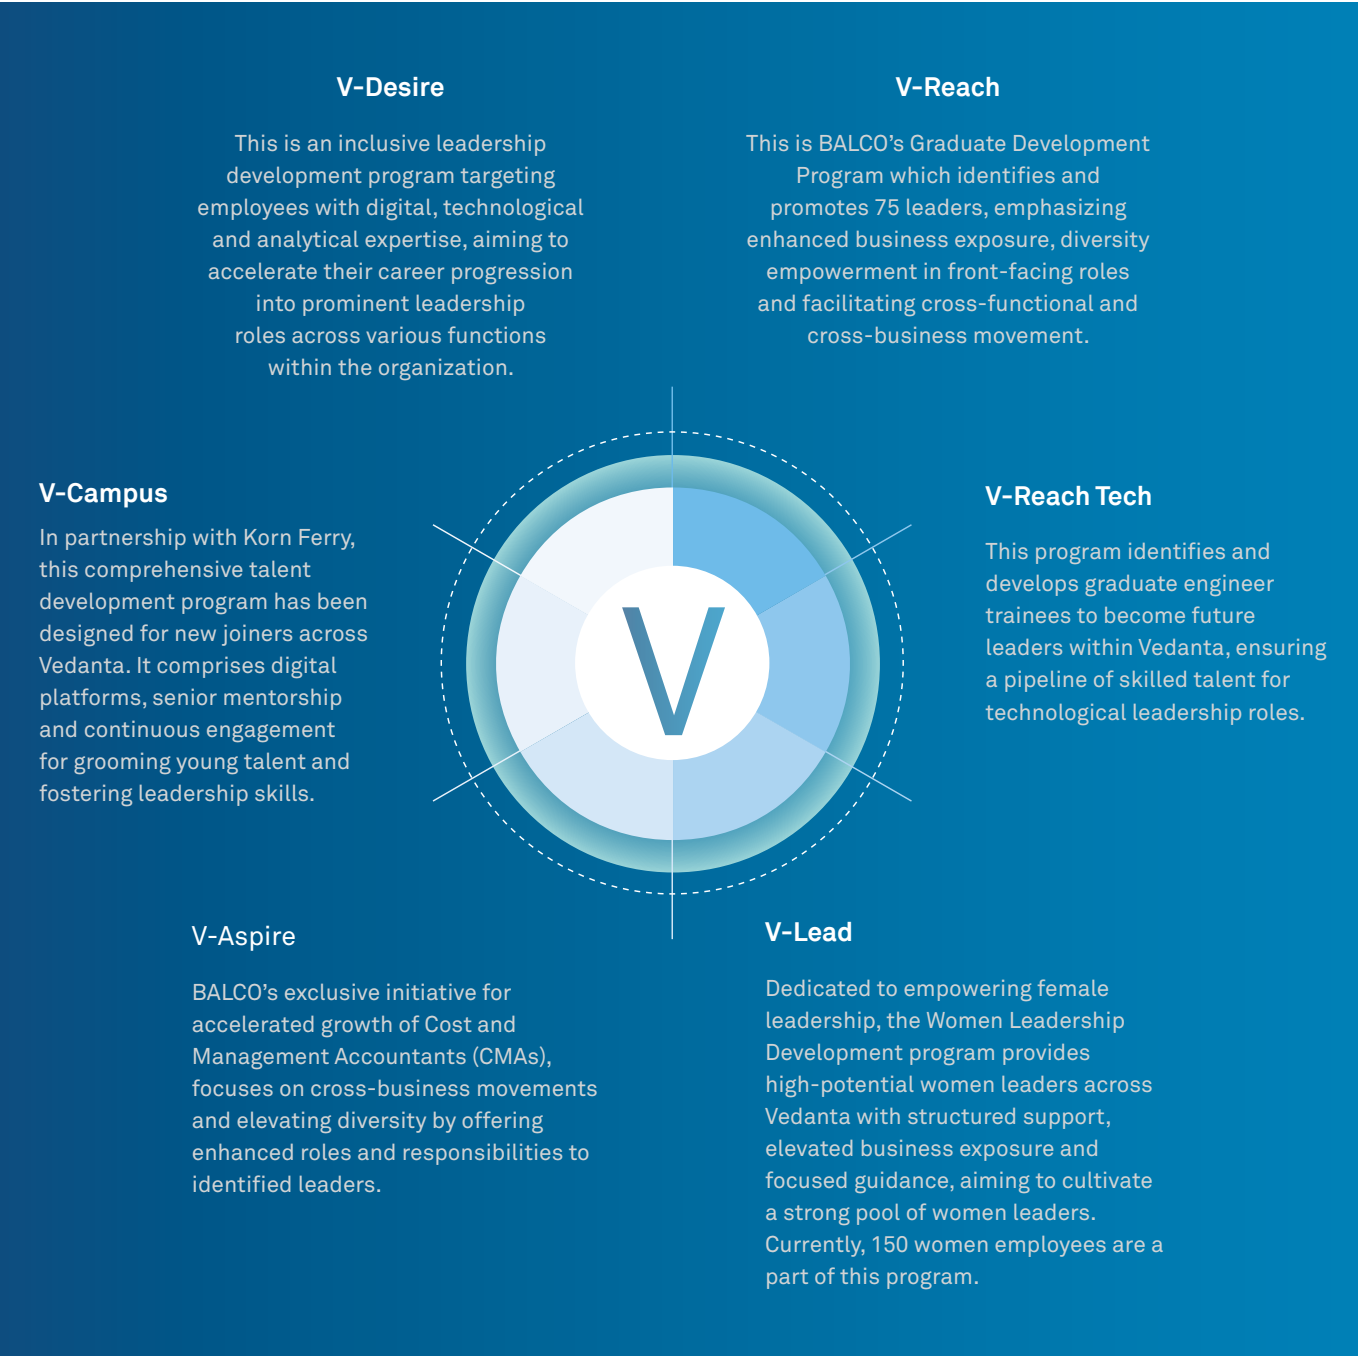 V-Desire
This is an inclusive leadership
development program targeting
employees with digital, technological
and analytical expertise, aiming to
accelerate their career progression
into prominent leadership
roles across various functions
within the organization.
V-Reach
This is BALCO’s Graduate Development
Program which identifies and
promotes 75 leaders, emphasizing
enhanced business exposure, diversity
empowerment in front-facing roles
and facilitating cross-functional and
cross-business movement.
V-Campus
In partnership with Korn Ferry,
this comprehensive talent
development program has been
designed for new joiners across
Vedanta. It comprises digital
platforms, senior mentorship
and continuous engagement
for grooming young talent and
fostering leadership skills.
V
V-Reach Tech
This program identifies and
develops graduate engineer
trainees to become future
leaders within Vedanta, ensuring
a pipeline of skilled talent for
technological leadership roles.
V-Aspire
BALCO’s exclusive initiative for
accelerated growth of Cost and
Management Accountants (CMAs),
focuses on cross-business movements
and elevating diversity by offering
enhanced roles and responsibilities to
identified leaders.
V-Lead
Dedicated to empowering female
leadership, the Women Leadership
Development program provides
high-potential women leaders across
Vedanta with structured support,
elevated business exposure and
focused guidance, aiming to cultivate
a strong pool of women leaders.
Currently, 150 women employees are a
part of this program.